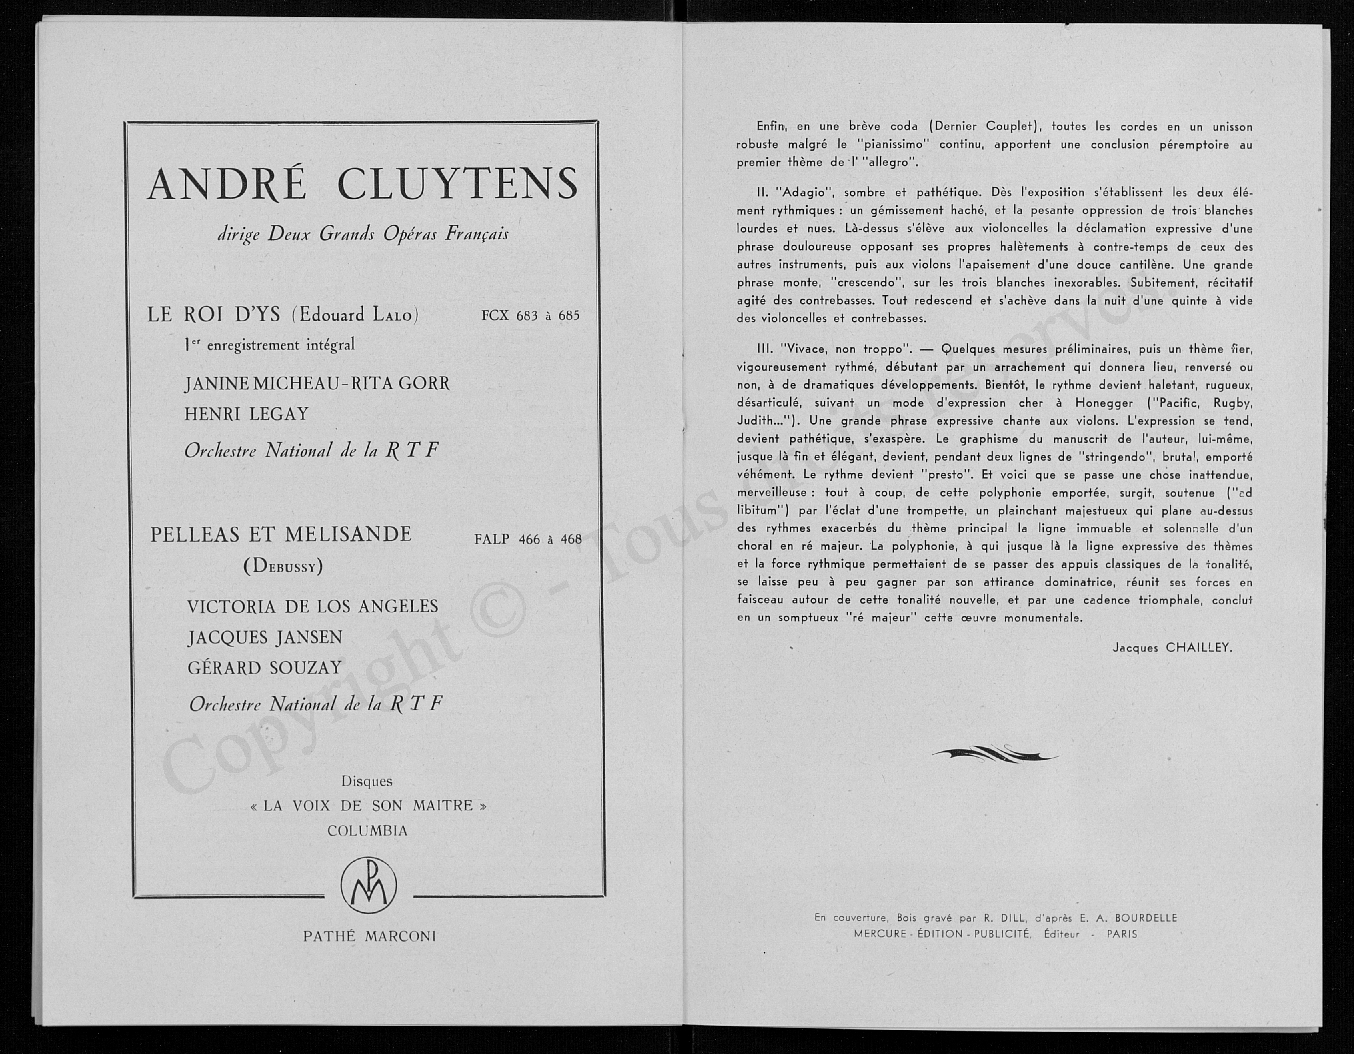 ANDRÉ CLUYTENS
dirige Deux Grands Opéras Français
LE ROI D'YS (Edouard LALO) FCX 683 à 685
1er enregistrement intégral
JANINE MICHEAU - RITA GORR
HENRI LEGAY
Orchestre National de la R T F
PELLEAS ET MELISANDE FALP 466 à 468
(DEBUSSY)
VICTORIA DE LOS ANGELES
JACQUES JANSEN
GÉRARD SOUZAY
Orchestre National de la R T F
Disques
« LA VOIX DE SON MAITRE »
COLUMBIA
PM
PATHÉ MARCONI
Enfin, en une brève coda (Dernier Couplet), toutes les cordes en un unisson
robuste malgré le "pianissimo" continu, apportent une conclusion péremptoire au
premier thème de l' "allegro".
II. "Adagio", sombre et pathétique. Dès l'exposition s'établissent les deux élé-
ment rythmiques : un gémissement haché, et la pesante oppression de trois blanches
lourdes et nues. Là-dessus s'élève aux violoncelles la déclamation expressive d'une
phrase douloureuse opposant ses propres halètements à contre-temps de ceux des
autres instruments, puis aux violons l'apaisement d'une douce cantilène. Une grande
phrase monte, "crescendo", sur les trois blanches inexorables. Subitement, récitatif
agité des contrebasses. Tout redescend et s'achève dans la nuit d'une quinte à vide
des violoncelles et contrebasses.
III. "Vivace, non troppo". — Quelques mesures préliminaires, puis un thème fier,
vigoureusement rythmé, débutant par un arrachement qui donnera lieu, renversé ou
non, à de dramatiques développements. Bientôt, le rythme devient haletant, rugueux,
désarticulé, suivant un mode d'expression cher à Honegger ("Pacific, Rugby,
Judith..."). Une grande phrase expressive chante aux violons. L'expression se tend,
devient pathétique, s'exaspère. Le graphisme du manuscrit de l'auteur, lui-même,
jusque là fin et élégant, devient, pendant deux lignes de "stringendo", brutal, emporté
véhément. Le rythme devient "presto". Et voici que se passe une chose inattendue,
merveilleuse : tout à coup, de cette polyphonie emportée, surgit, soutenue ("ad
libitum") par l'éclat d'une trompette, un plainchant majestueux qui plane au-dessus
des rythmes exacerbés du thème principal la ligne immuable et solennelle d'un
choral en ré majeur. La polyphonie, à qui jusque là la ligne expressive des thèmes
et la force rythmique permettaient de se passer des appuis classiques de la tonalité,
se laisse peu à peu gagner par son attirance dominatrice, réunit ses forces en
faisceau autour de cette tonalité nouvelle, et par une cadence triomphale, conclut
en un somptueux "ré majeur" cette œuvre monumentale.
Jacques CHAILLEY.
En couverture, Bois gravé par R. DILL, d'après E. A. BOURDELLE
MERCURE - ÉDITION - PUBLICITÉ, Éditeur - PARIS
Copyright © - Tous droits réservés.